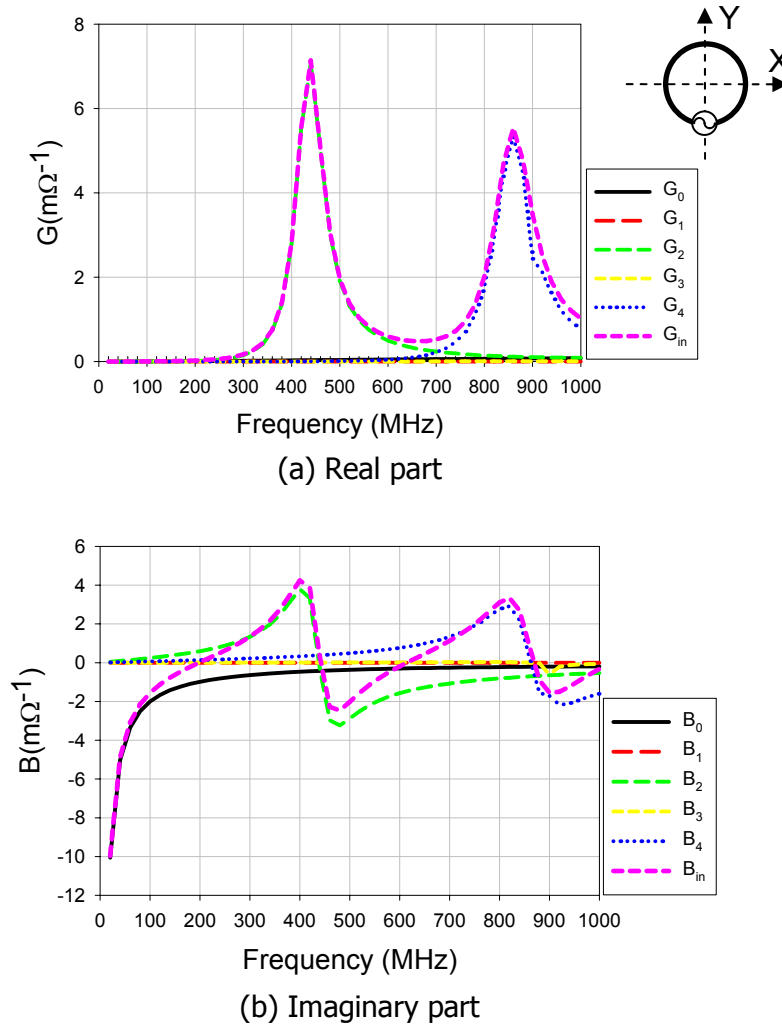 8
6
4
2
0
G(mΩ⁻¹)
0 100 200 300 400 500 600 700 800 900 1000
Frequency (MHz)
(a) Real part
Y
X
G₀
G₁
G₂
G₃
G₄
Gᵢₙ
6
4
2
0
-2
-4
-6
-8
-10
-12
B(mΩ⁻¹)
0 100 200 300 400 500 600 700 800 900 1000
Frequency (MHz)
(b) Imaginary part
B₀
B₁
B₂
B₃
B₄
Bᵢₙ